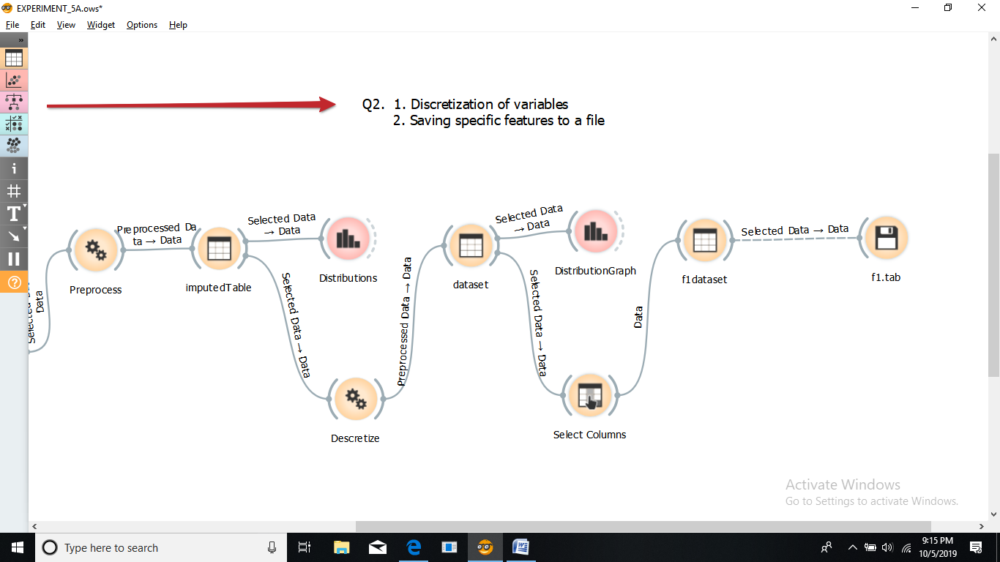 EXPERIMENT_5A.ows*
File Edit View Widget Options Help
»
Q2. 1. Discretization of variables
2. Saving specific features to a file
Preprocessed Da
ta → Data
Selected Data
→ Data
Selected Data
→ Data
Selected Data → Data
Preprocess
imputedTable
Distributions
dataset
DistributionGraph
f1dataset
f1.tab
Data
Selected Data → Data
Preprocessed Data → Data
Selected Data → Data
Data
Descretize
Select Columns
Activate Windows
Go to Settings to activate Windows.
Type here to search
9:15 PM
10/5/2019